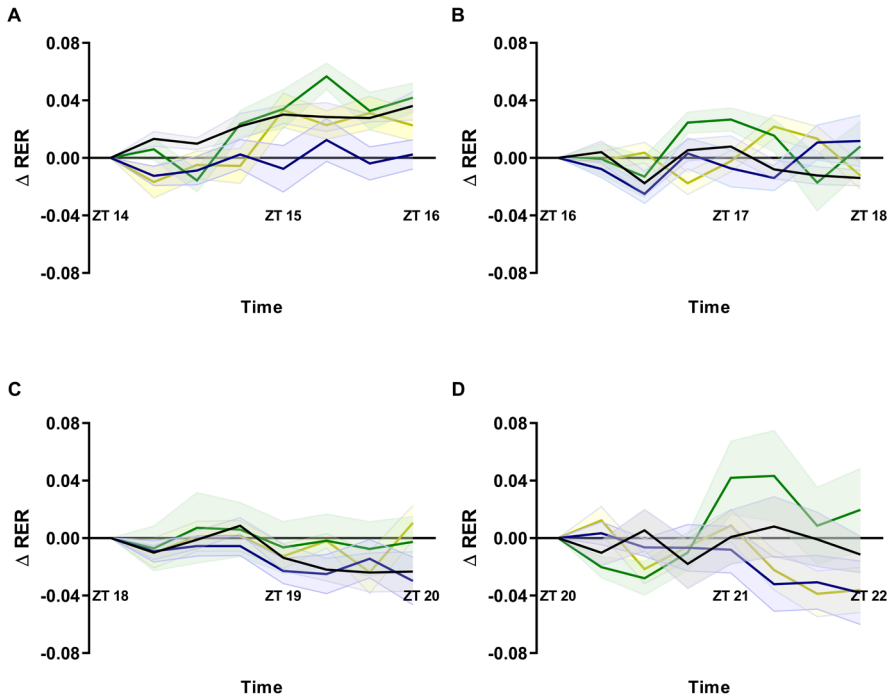 A
0.08
0.04
0.00
-0.04
-0.08
Δ RER
ZT 14
ZT 15
ZT 16
Time
B
0.08
0.04
0.00
-0.04
-0.08
Δ RER
ZT 16
ZT 17
ZT 18
Time
C
0.08
0.04
0.00
-0.04
-0.08
Δ RER
ZT 18
ZT 19
ZT 20
Time
D
0.08
0.04
0.00
-0.04
-0.08
Δ RER
ZT 20
ZT 21
ZT 22
Time